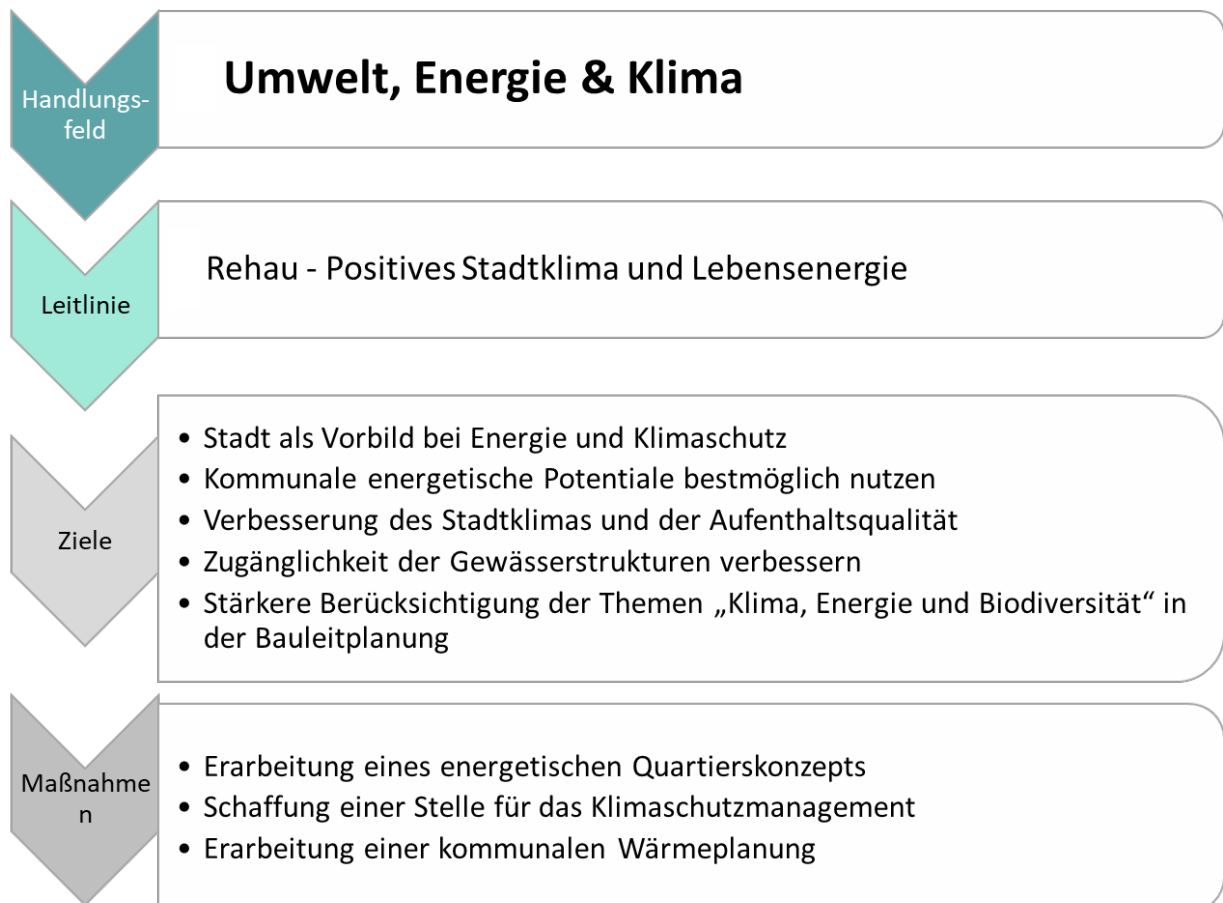 Handlungs-
feld
Umwelt, Energie & Klima
Leitlinie
Rehau - Positives Stadtklima und Lebensenergie
Ziele
• Stadt als Vorbild bei Energie und Klimaschutz
• Kommunale energetische Potentiale bestmöglich nutzen
• Verbesserung des Stadtklimas und der Aufenthaltsqualität
• Zugänglichkeit der Gewässerstrukturen verbessern
• Stärkere Berücksichtigung der Themen „Klima, Energie und Biodiversität“ in
der Bauleitplanung
Maßnahme
n
• Erarbeitung eines energetischen Quartierskonzepts
• Schaffung einer Stelle für das Klimaschutzmanagement
• Erarbeitung einer kommunalen Wärmeplanung